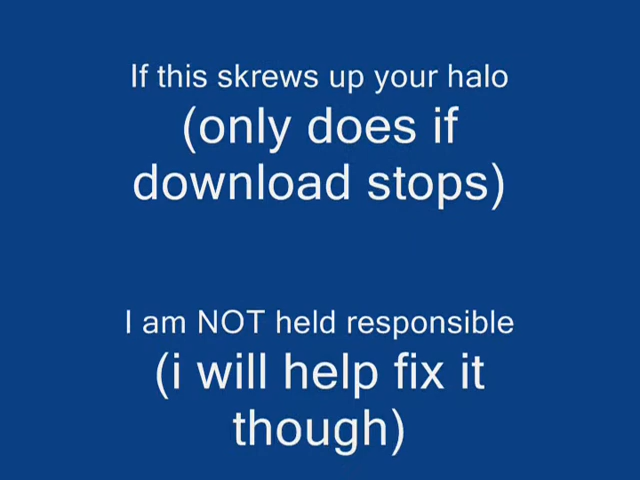 If this skrews up your halo
(only does if
download stops)
I am NOT held responsible
(i will help fix it
though)